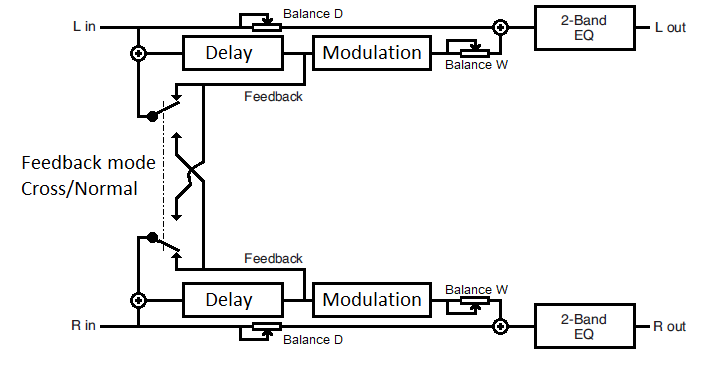 Balance D
L in
2-Band
EQ
L out
Delay
Modulation
Balance W
Feedback
Feedback mode
Cross/Normal
Feedback
Balance W
Delay
Modulation
R in
2-Band
EQ
R out
Balance D